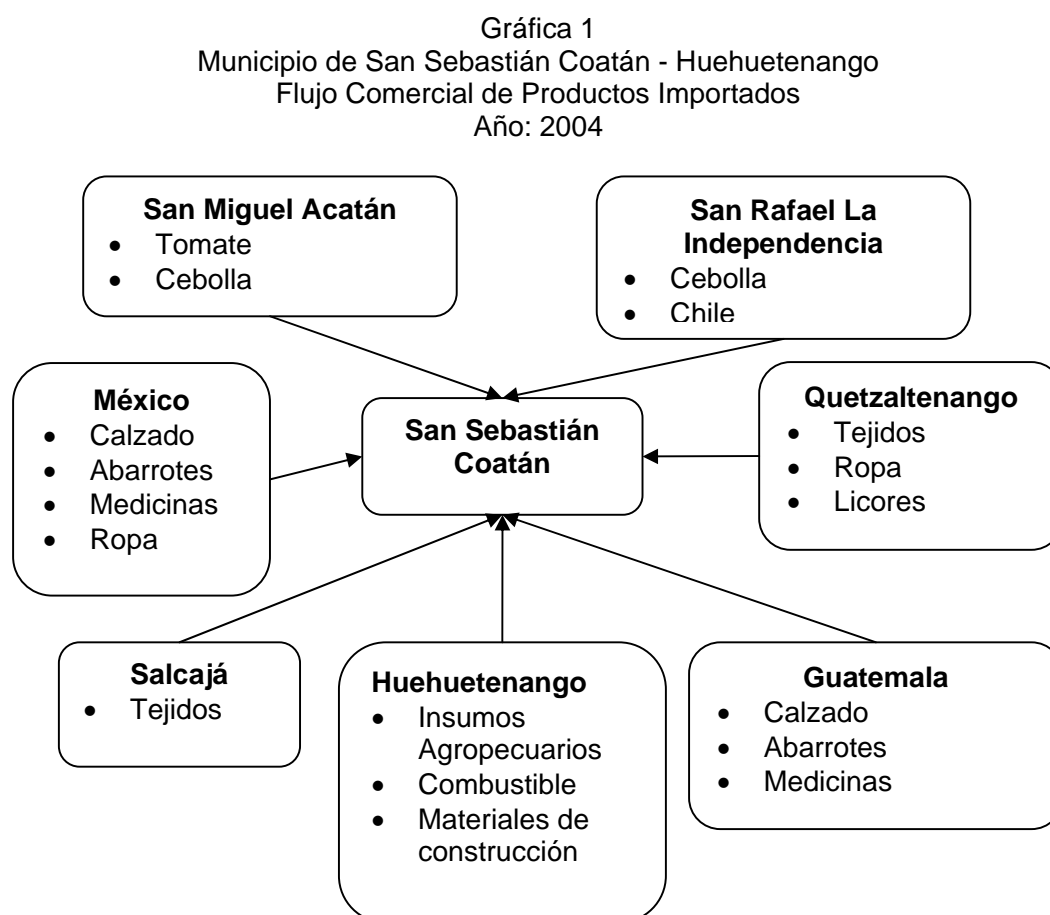 Gráfica 1
Municipio de San Sebastián Coatán - Huehuetenango
Flujo Comercial de Productos Importados
Año: 2004
San Miguel Acatán
• Tomate
• Cebolla
San Rafael La
Independencia
• Cebolla
• Chile
México
• Calzado
• Abarrotes
• Medicinas
• Ropa
San Sebastián
Coatán
Quetzaltenango
• Tejidos
• Ropa
• Licores
Salcajá
• Tejidos
Huehuetenango
• Insumos
Agropecuarios
• Combustible
• Materiales de
construcción
Guatemala
• Calzado
• Abarrotes
• Medicinas